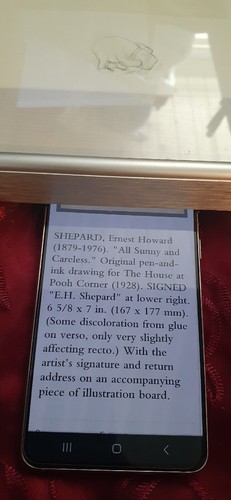 SHEPARD, Ernest Howard
(1879-1976). "All Sunny and
Careless." Original pen-and-
ink drawing for The House at
Pooh Corner (1928). SIGNED
"E.H. Shepard" at lower right.
6 5/8 x 7 in. (167 x 177 mm).
(Some discoloration from glue
on verso, only very slightly
affecting recto.) With the
artist's signature and return
address on an accompanying
piece of illustration board.